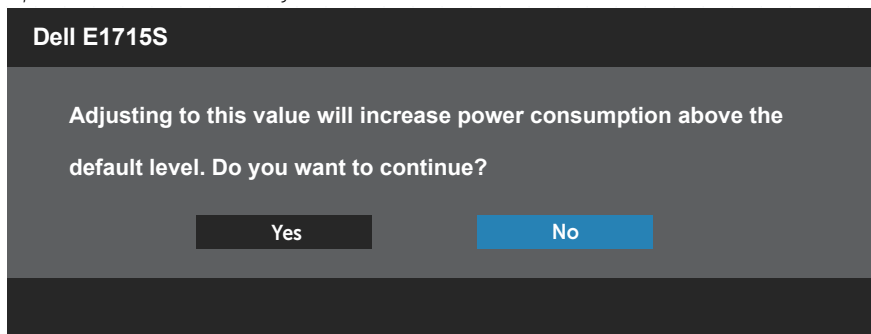 Dell E1715S
Adjusting to this value will increase power consumption above the
default level. Do you want to continue?
Yes
No